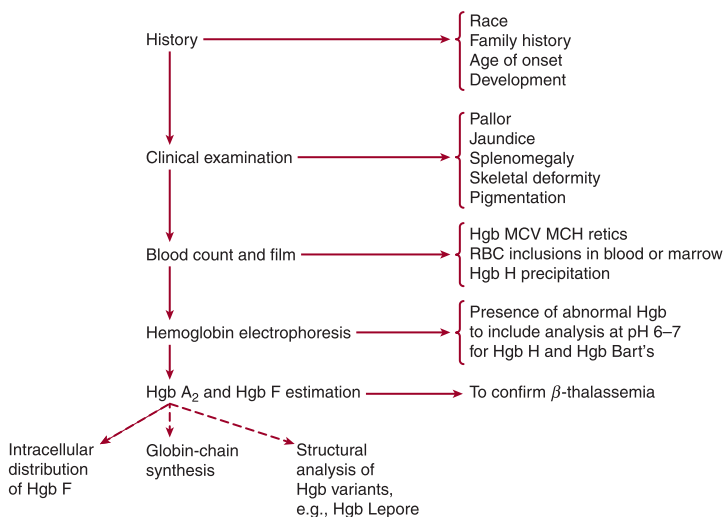 History
Race
Family history
Age of onset
Development
Clinical examination
Pallor
Jaundice
Splenomegaly
Skeletal deformity
Pigmentation
Blood count and film
Hgb MCV MCH retics
RBC inclusions in blood or marrow
Hgb H precipitation
Hemoglobin electrophoresis
Presence of abnormal Hgb
to include analysis at pH 6–7
for Hgb H and Hgb Bart's
Hgb A₂ and Hgb F estimation
To confirm β-thalassemia
Intracellular
distribution
of Hgb F
Globin-chain
synthesis
Structural
analysis of
Hgb variants,
e.g., Hgb Lepore